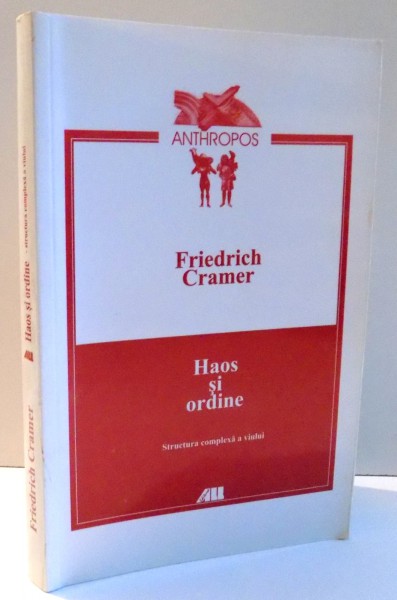 ANTHROPOS
Friedrich
Cramer
Haos
și
ordine
Structura complexă a viului
ALL
Friedrich Cramer
Haos și ordine
structura complexă a viului